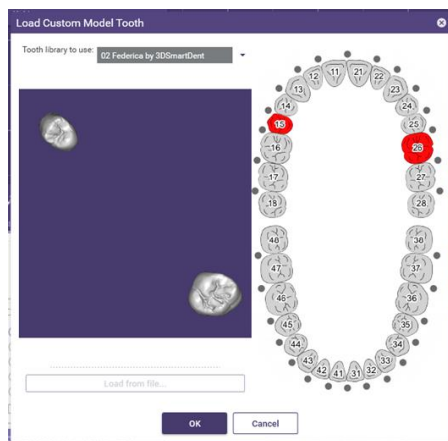 Load Custom Model Tooth
Tooth library to use:
02 Federica by 3DSmartDent
11 21
12 22
13 23
14 24
15 25
16 26
17 27
18 28
48 38
47 37
46 36
45 35
44 34
43 33
42 41 31 32
Load from file...
OK Cancel